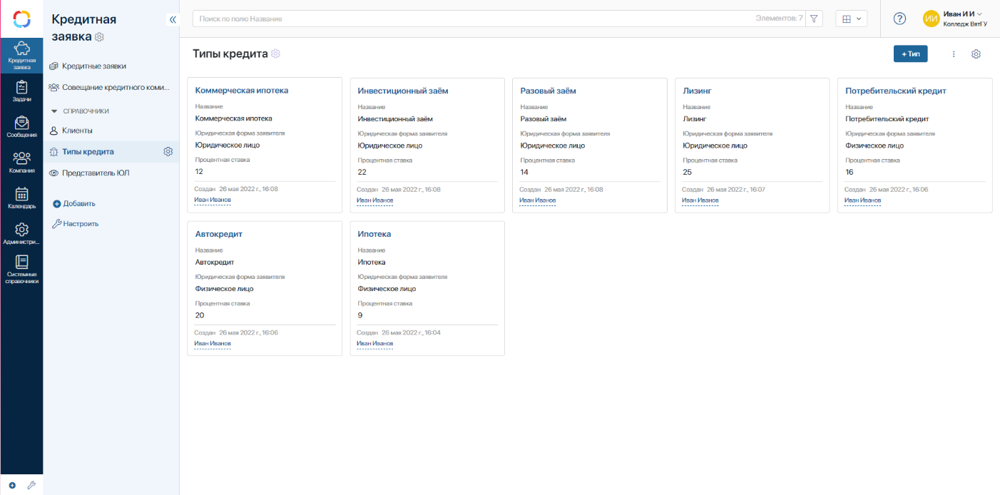 Кредитная
заявка
Задачи
Сообщения
Компания
Календарь
Администри...
Системные
справочники
Кредитная
заявка
Кредитные заявки
Совещание кредитного коми...
СПРАВОЧНИКИ
Клиенты
Типы кредита
Представитель ЮЛ
Добавить
Настроить
Поиск по полю Название
Элементов: 7
ИИ
Иван И И
Колледж ВятГУ
Типы кредита
+ Тип
Коммерческая ипотека
Название
Коммерческая ипотека
Юридическая форма заявителя
Юридическое лицо
Процентная ставка
12
Создан 26 мая 2022 г., 16:08
Иван Иванов
Инвестиционный заём
Название
Инвестиционный заём
Юридическая форма заявителя
Юридическое лицо
Процентная ставка
22
Создан 26 мая 2022 г., 16:08
Иван Иванов
Разовый заём
Название
Разовый заём
Юридическая форма заявителя
Юридическое лицо
Процентная ставка
14
Создан 26 мая 2022 г., 16:08
Иван Иванов
Лизинг
Название
Лизинг
Юридическая форма заявителя
Юридическое лицо
Процентная ставка
25
Создан 26 мая 2022 г., 16:07
Иван Иванов
Потребительский кредит
Название
Потребительский кредит
Юридическая форма заявителя
Физическое лицо
Процентная ставка
16
Создан 26 мая 2022 г., 16:06
Иван Иванов
Автокредит
Название
Автокредит
Юридическая форма заявителя
Физическое лицо
Процентная ставка
20
Создан 26 мая 2022 г., 16:06
Иван Иванов
Ипотека
Название
Ипотека
Юридическая форма заявителя
Физическое лицо
Процентная ставка
9
Создан 26 мая 2022 г., 16:04
Иван Иванов